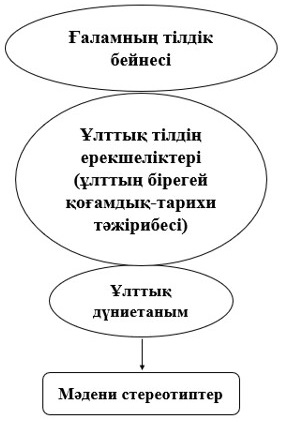 Ғаламның тілдік
бейнесі
Ұлттық тілдің
ерекшеліктері
(ұлттың бірегей
қоғамдық-тарихи
тәжірибесі)
Ұлттық
дүниетаным
Мәдени стереотиптер